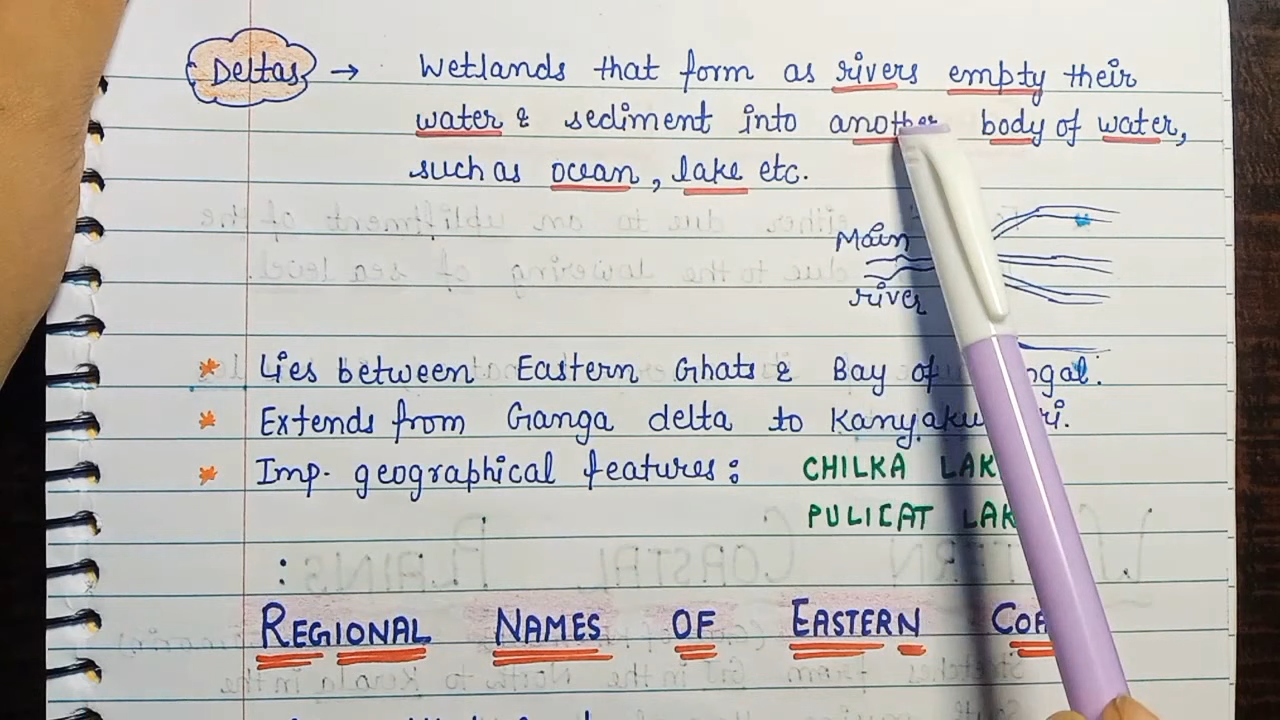 Deltas → Wetlands that form as rivers empty their
water & sediment into another body of water,
such as ocean, lake etc.
Main
river
* Lies between Eastern Ghats & Bay of
* Extends from Ganga delta to
* Imp. geographical features : CHILKA
PULICAT
:
REGIONAL NAMES OF EASTERN